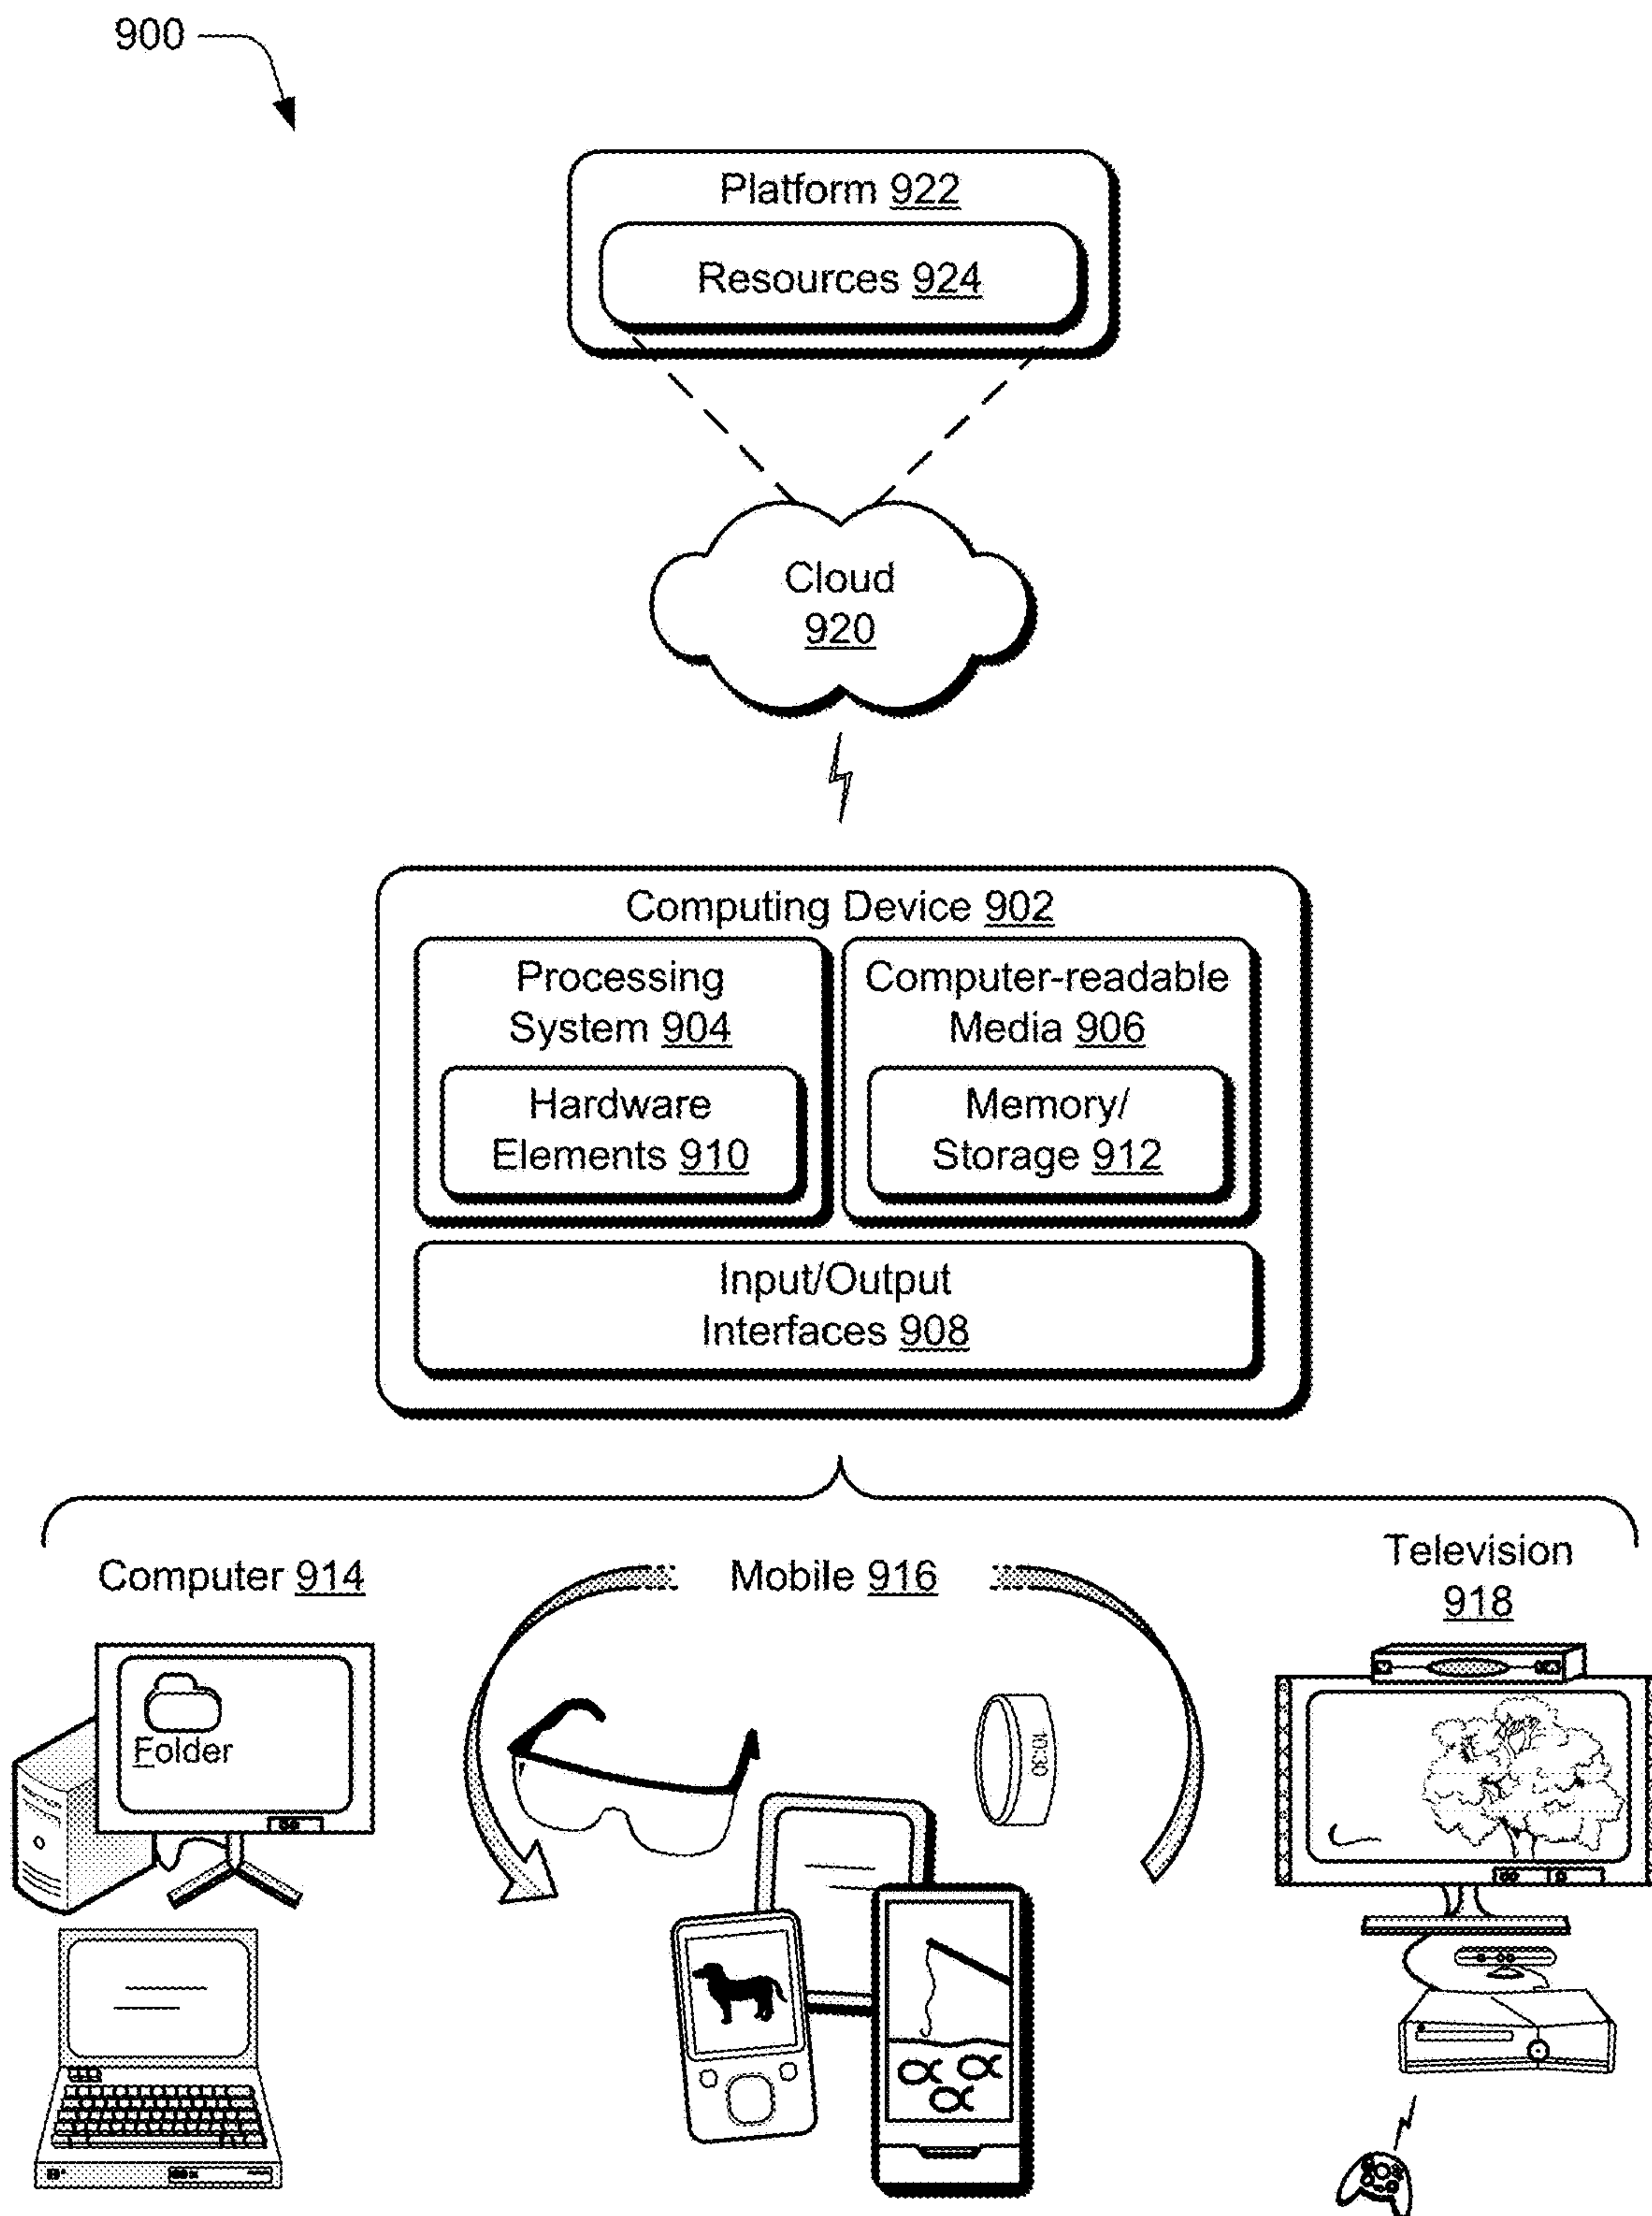 900
Platform 922
Resources 924
Cloud
920
Computing Device 902
Processing
System 904
Computer-readable
Media 906
Hardware
Elements 910
Memory/
Storage 912
Input/Output
Interfaces 908
Computer 914
Mobile 916
Television
918
Folder
10:30